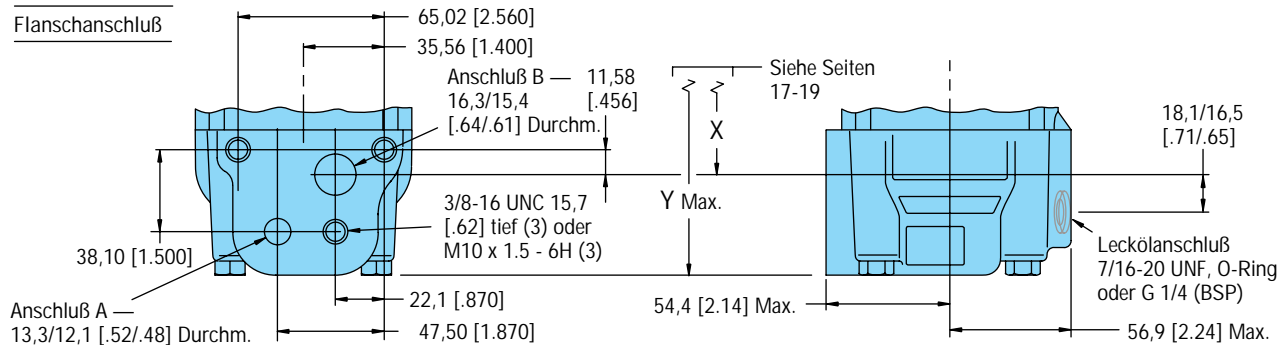 Flanschanschluß
65,02 [2.560]
35,56 [1.400]
Anschluß B —
16,3/15,4
[.64/.61] Durchm.
11,58
[.456]
Siehe Seiten
17-19
X
Y Max.
18,1/16,5
[.71/.65]
3/8-16 UNC 15,7
[.62] tief (3) oder
M10 x 1.5 - 6H (3)
38,10 [1.500]
Leckölanschluß
7/16-20 UNF, O-Ring
oder G 1/4 (BSP)
22,1 [.870]
54,4 [2.14] Max.
Anschluß A —
13,3/12,1 [.52/.48] Durchm.
47,50 [1.870]
56,9 [2.24] Max.